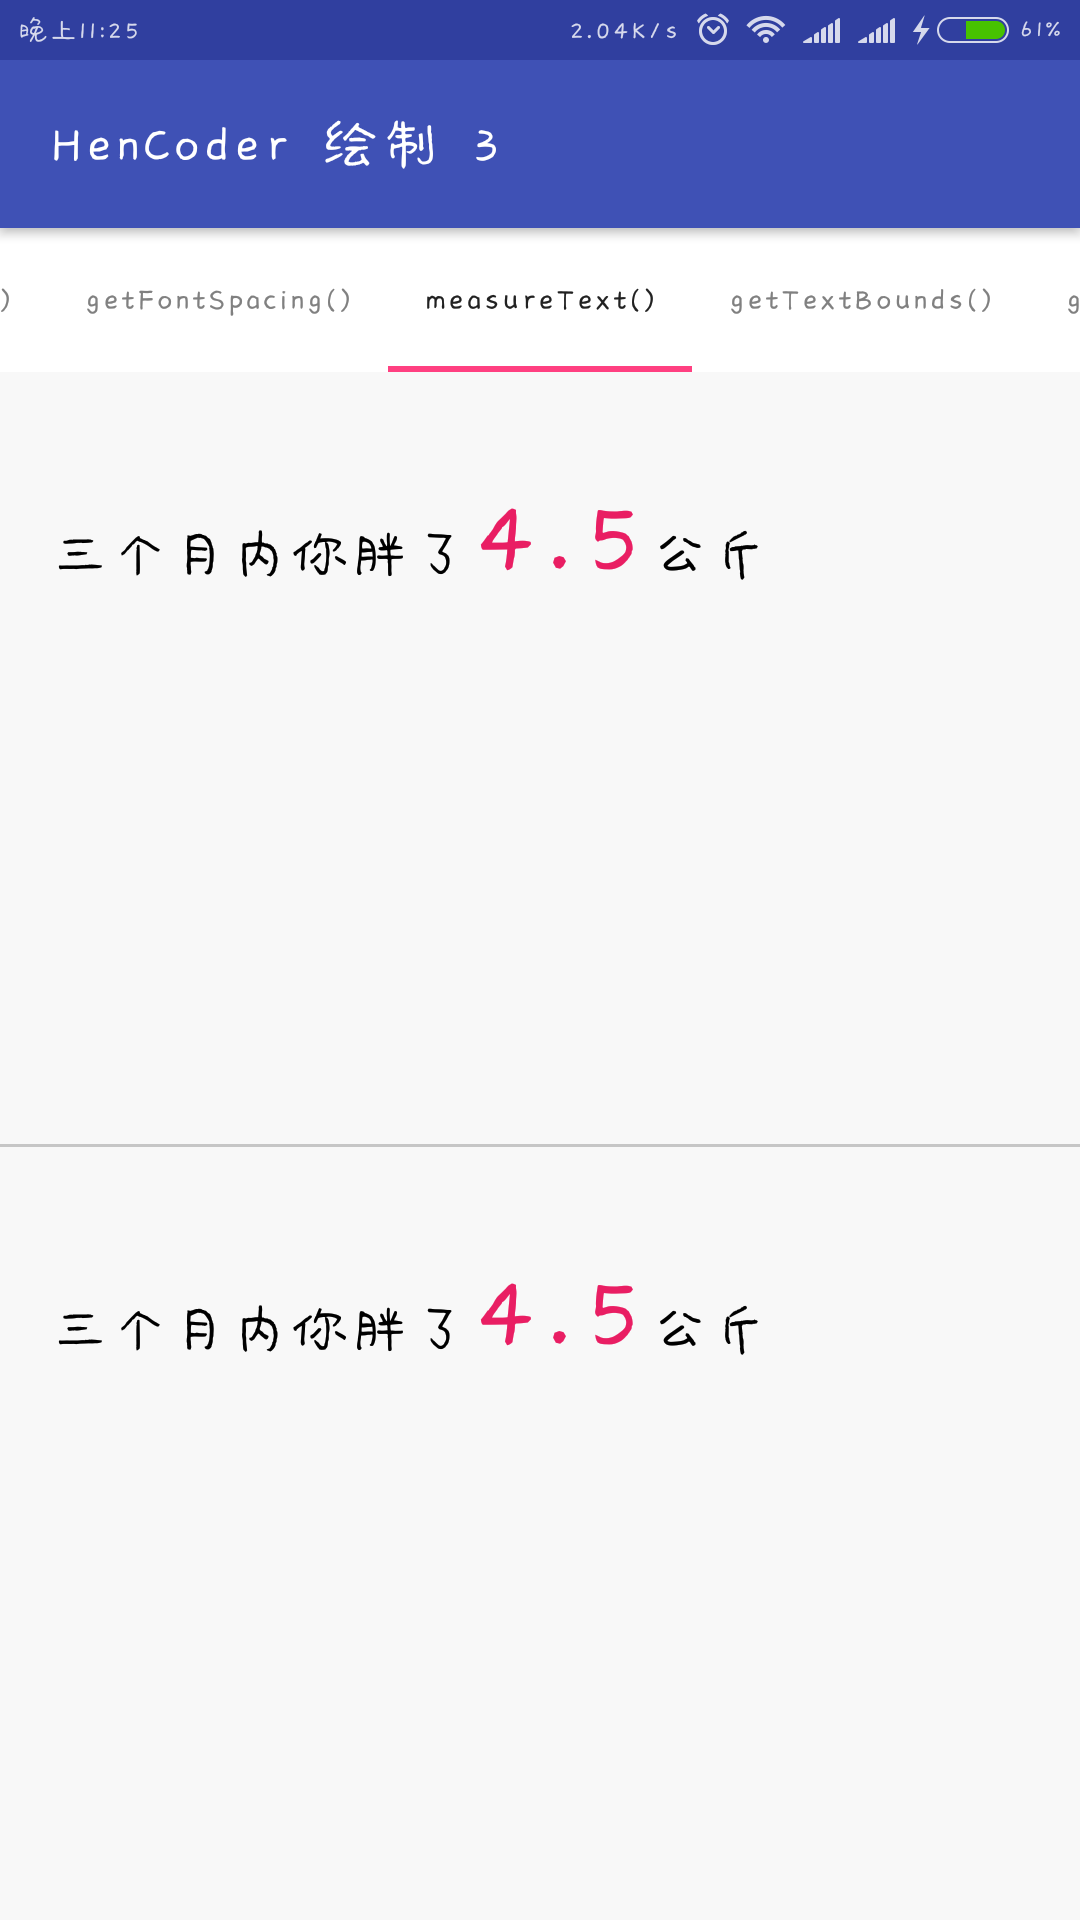 晚上11:25 2.04K/s 61%
HenCoder 绘制 3
) getFontSpacing() measureText() getTextBounds() g
三个月内你胖了4.5公斤
三个月内你胖了4.5公斤